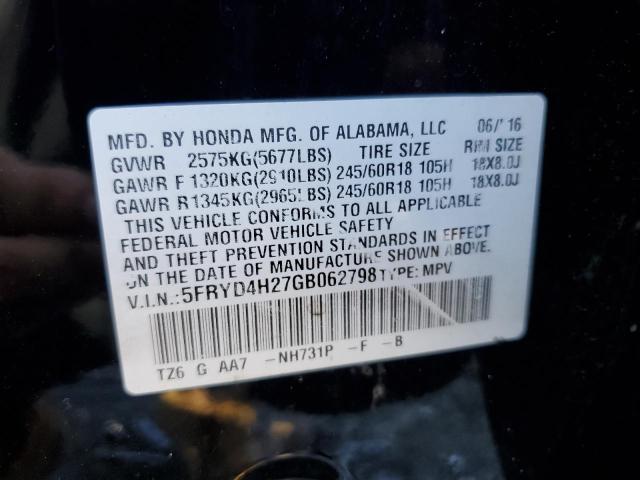 MFD. BY HONDA MFG. OF ALABAMA, LLC 06/'16
GVWR 2575KG(5677LBS) TIRE SIZE RIM SIZE
GAWR F 1320KG(2910LBS) 245/60R18 105H 18X8.0J
GAWR R 1345KG(2965LBS) 245/60R18 105H 18X8.0J
THIS VEHICLE CONFORMS TO ALL APPLICABLE
FEDERAL MOTOR VEHICLE SAFETY
AND THEFT PREVENTION STANDARDS IN EFFECT
ON THE DATE OF MANUFACTURE SHOWN ABOVE.
V.I.N.: 5FRYD4H27GB062798 TYPE: MPV
TZ6 G AA7 -NH731P -F -B